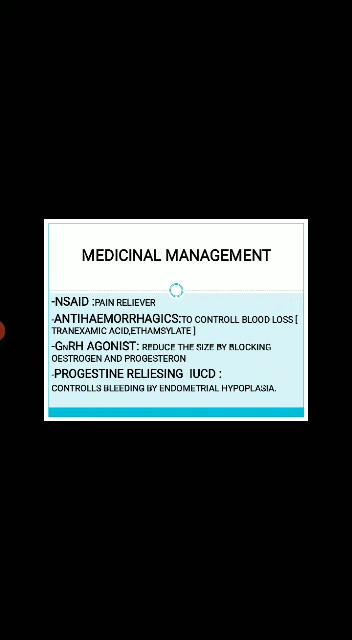 MEDICINAL MANAGEMENT
-NSAID :PAIN RELIEVER
-ANTIHAEMORRHAGICS:TO CONTROLL BLOOD LOSS [
TRANEXAMIC ACID,ETHAMSYLATE ]
-GNRH AGONIST: REDUCE THE SIZE BY BLOCKING
OESTROGEN AND PROGESTERON
-PROGESTINE RELIESING IUCD :
CONTROLLS BLEEDING BY ENDOMETRIAL HYPOPLASIA.